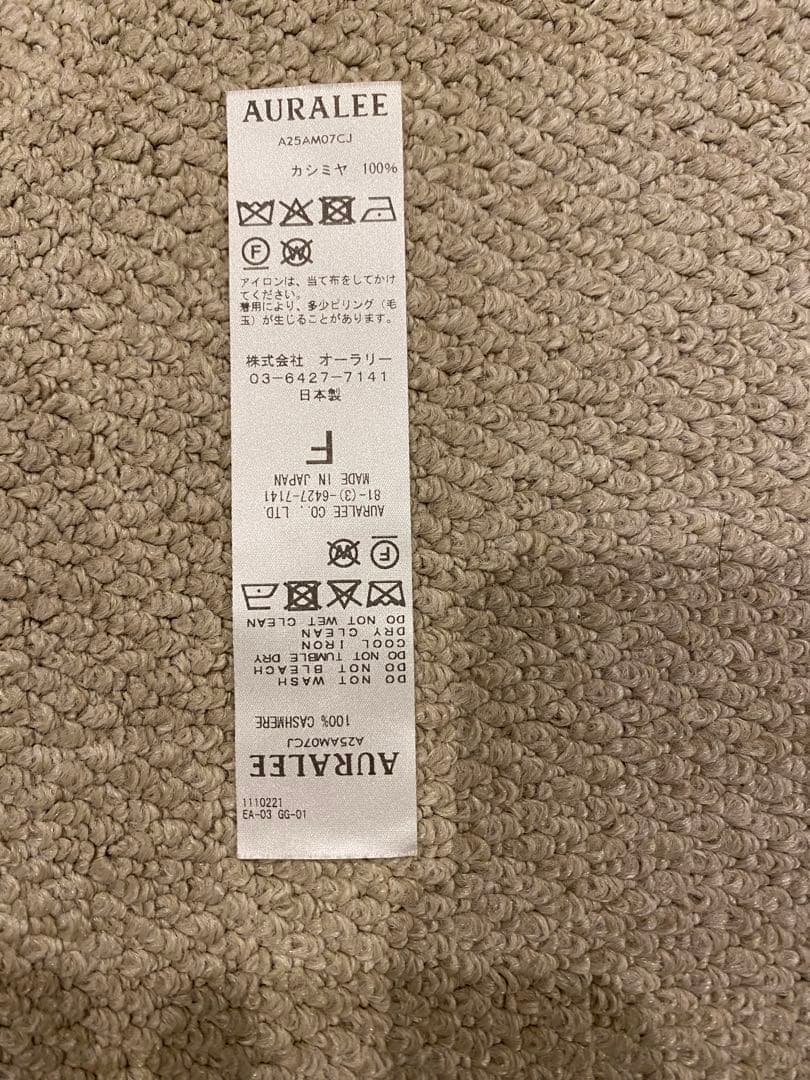 AURALEE
A25AM07CJ
カシミヤ 100%
F
W
アイロンは、当て布をしてかけ
てください。
着用により、多少ピリング（毛
玉）が生じることがあります。
株式会社 オーラリー
03-6427-7141
日本製
F
MADE IN JAPAN
81-(3)-6427-7141
AURALEE CO., LTD.
F
W
DO NOT WET CLEAN
DRY CLEAN
COOL IRON
DO NOT TUMBLE DRY
DO NOT BLEACH
DO NOT WASH
100% CASHMERE
A25AM07CJ
AURALEE
1110221
EA-03 GG-01